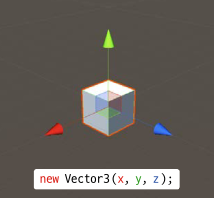 new Vector3(x, y, z);